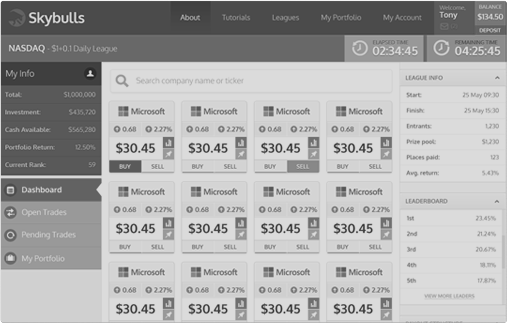 Skybulls
About
Tutorials
Leagues
My Portfolio
My Account
Welcome,
Tony
BALANCE
$134.50
DEPOSIT
NASDAQ - $1+0.1 Daily League
ELAPSED TIME
02:34:45
REMAINING TIME
04:25:45
My Info
Total: $1,000,000
Investment: $435,720
Cash Available: $565,280
Portfolio Return: 12.50%
Current Rank: 59
Dashboard
Open Trades
Pending Trades
My Portfolio
Search company name or ticker
Microsoft Microsoft Microsoft Microsoft
0.68 2.27% 0.68 2.27% 0.68 2.27% 0.68 2.27%
$30.45 $30.45 $30.45 $30.45
BUY SELL BUY SELL BUY SELL BUY SELL
Microsoft Microsoft Microsoft Microsoft
0.68 2.27% 0.68 2.27% 0.68 2.27% 0.68 2.27%
$30.45 $30.45 $30.45 $30.45
BUY SELL BUY SELL BUY SELL BUY SELL
Microsoft Microsoft Microsoft Microsoft
0.68 2.27% 0.68 2.27% 0.68 2.27% 0.68 2.27%
$30.45 $30.45 $30.45 $30.45
LEAGUE INFO
Start: 25 May 09:30
Finish: 25 May 15:30
Entrants: 1,230
Prize pool: $1,230
Places paid: 123
Avg. return: 5.43%
LEADERBOARD
1st 23.45%
2nd 21.24%
3rd 20.67%
4th 18.11%
5th 17.87%
VIEW MORE LEADERS